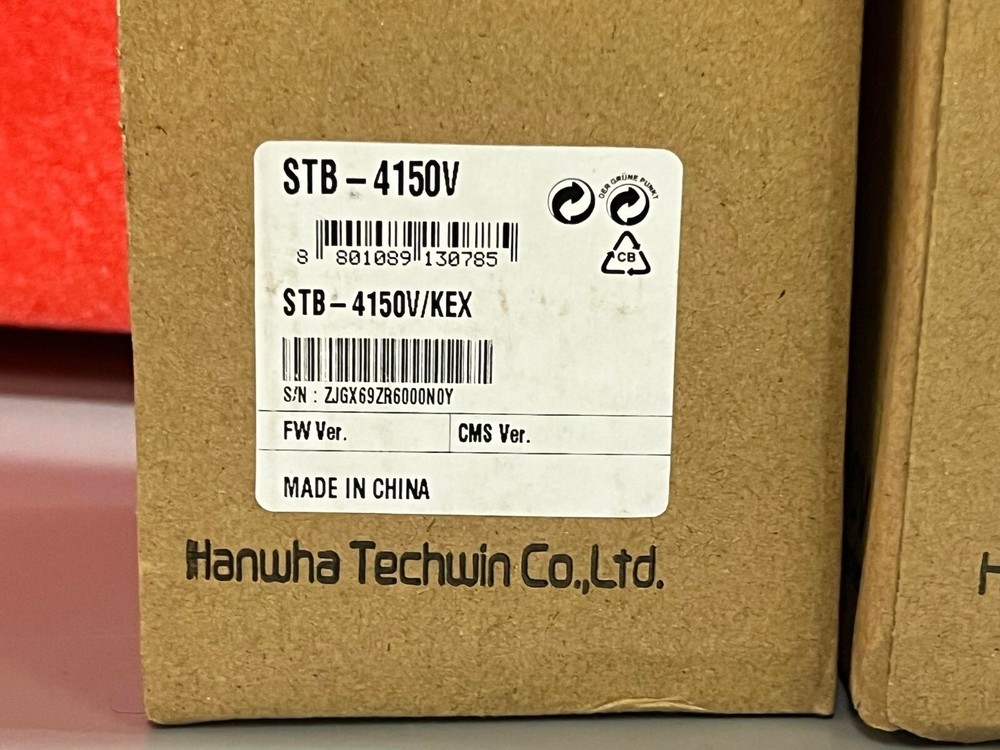 STB-4150V
DER GRÜNE PUNKT
8 801089 130785
CB
STB-4150V/KEX
S/N : ZJGX69ZR6000N0Y
FW Ver.
CMS Ver.
MADE IN CHINA
Hanwha Techwin Co.,Ltd.
H